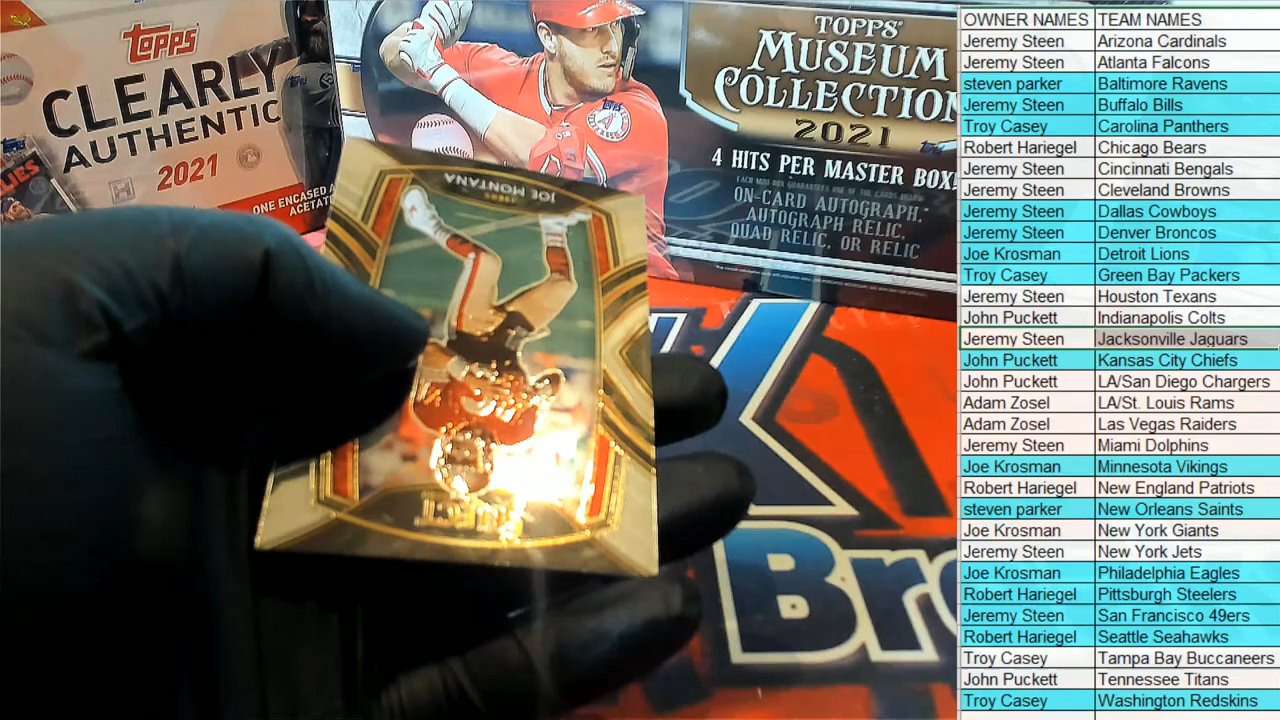 topps
CLEARLY
AUTHENTIC
2021
ONE ENCASED A
ACETAT
TOPPS
MUSEUM
COLLECTION
2021
topps
4 HITS PER MASTER BOX!
ON-CARD AUTOGRAPH,
AUTOGRAPH RELIC,
QUAD RELIC, OR RELIC
JOE MONTANA
Br
OWNER NAMES TEAM NAMES
Jeremy Steen Arizona Cardinals
Jeremy Steen Atlanta Falcons
steven parker Baltimore Ravens
Jeremy Steen Buffalo Bills
Troy Casey Carolina Panthers
Robert Hariegel Chicago Bears
Jeremy Steen Cincinnati Bengals
Jeremy Steen Cleveland Browns
Jeremy Steen Dallas Cowboys
Jeremy Steen Denver Broncos
Joe Krosman Detroit Lions
Troy Casey Green Bay Packers
Jeremy Steen Houston Texans
John Puckett Indianapolis Colts
Jeremy Steen Jacksonville Jaguars
John Puckett Kansas City Chiefs
John Puckett LA/San Diego Chargers
Adam Zosel LA/St. Louis Rams
Adam Zosel Las Vegas Raiders
Jeremy Steen Miami Dolphins
Joe Krosman Minnesota Vikings
Robert Hariegel New England Patriots
steven parker New Orleans Saints
Joe Krosman New York Giants
Jeremy Steen New York Jets
Joe Krosman Philadelphia Eagles
Robert Hariegel Pittsburgh Steelers
Jeremy Steen San Francisco 49ers
Robert Hariegel Seattle Seahawks
Troy Casey Tampa Bay Buccaneers
John Puckett Tennessee Titans
Troy Casey Washington Redskins